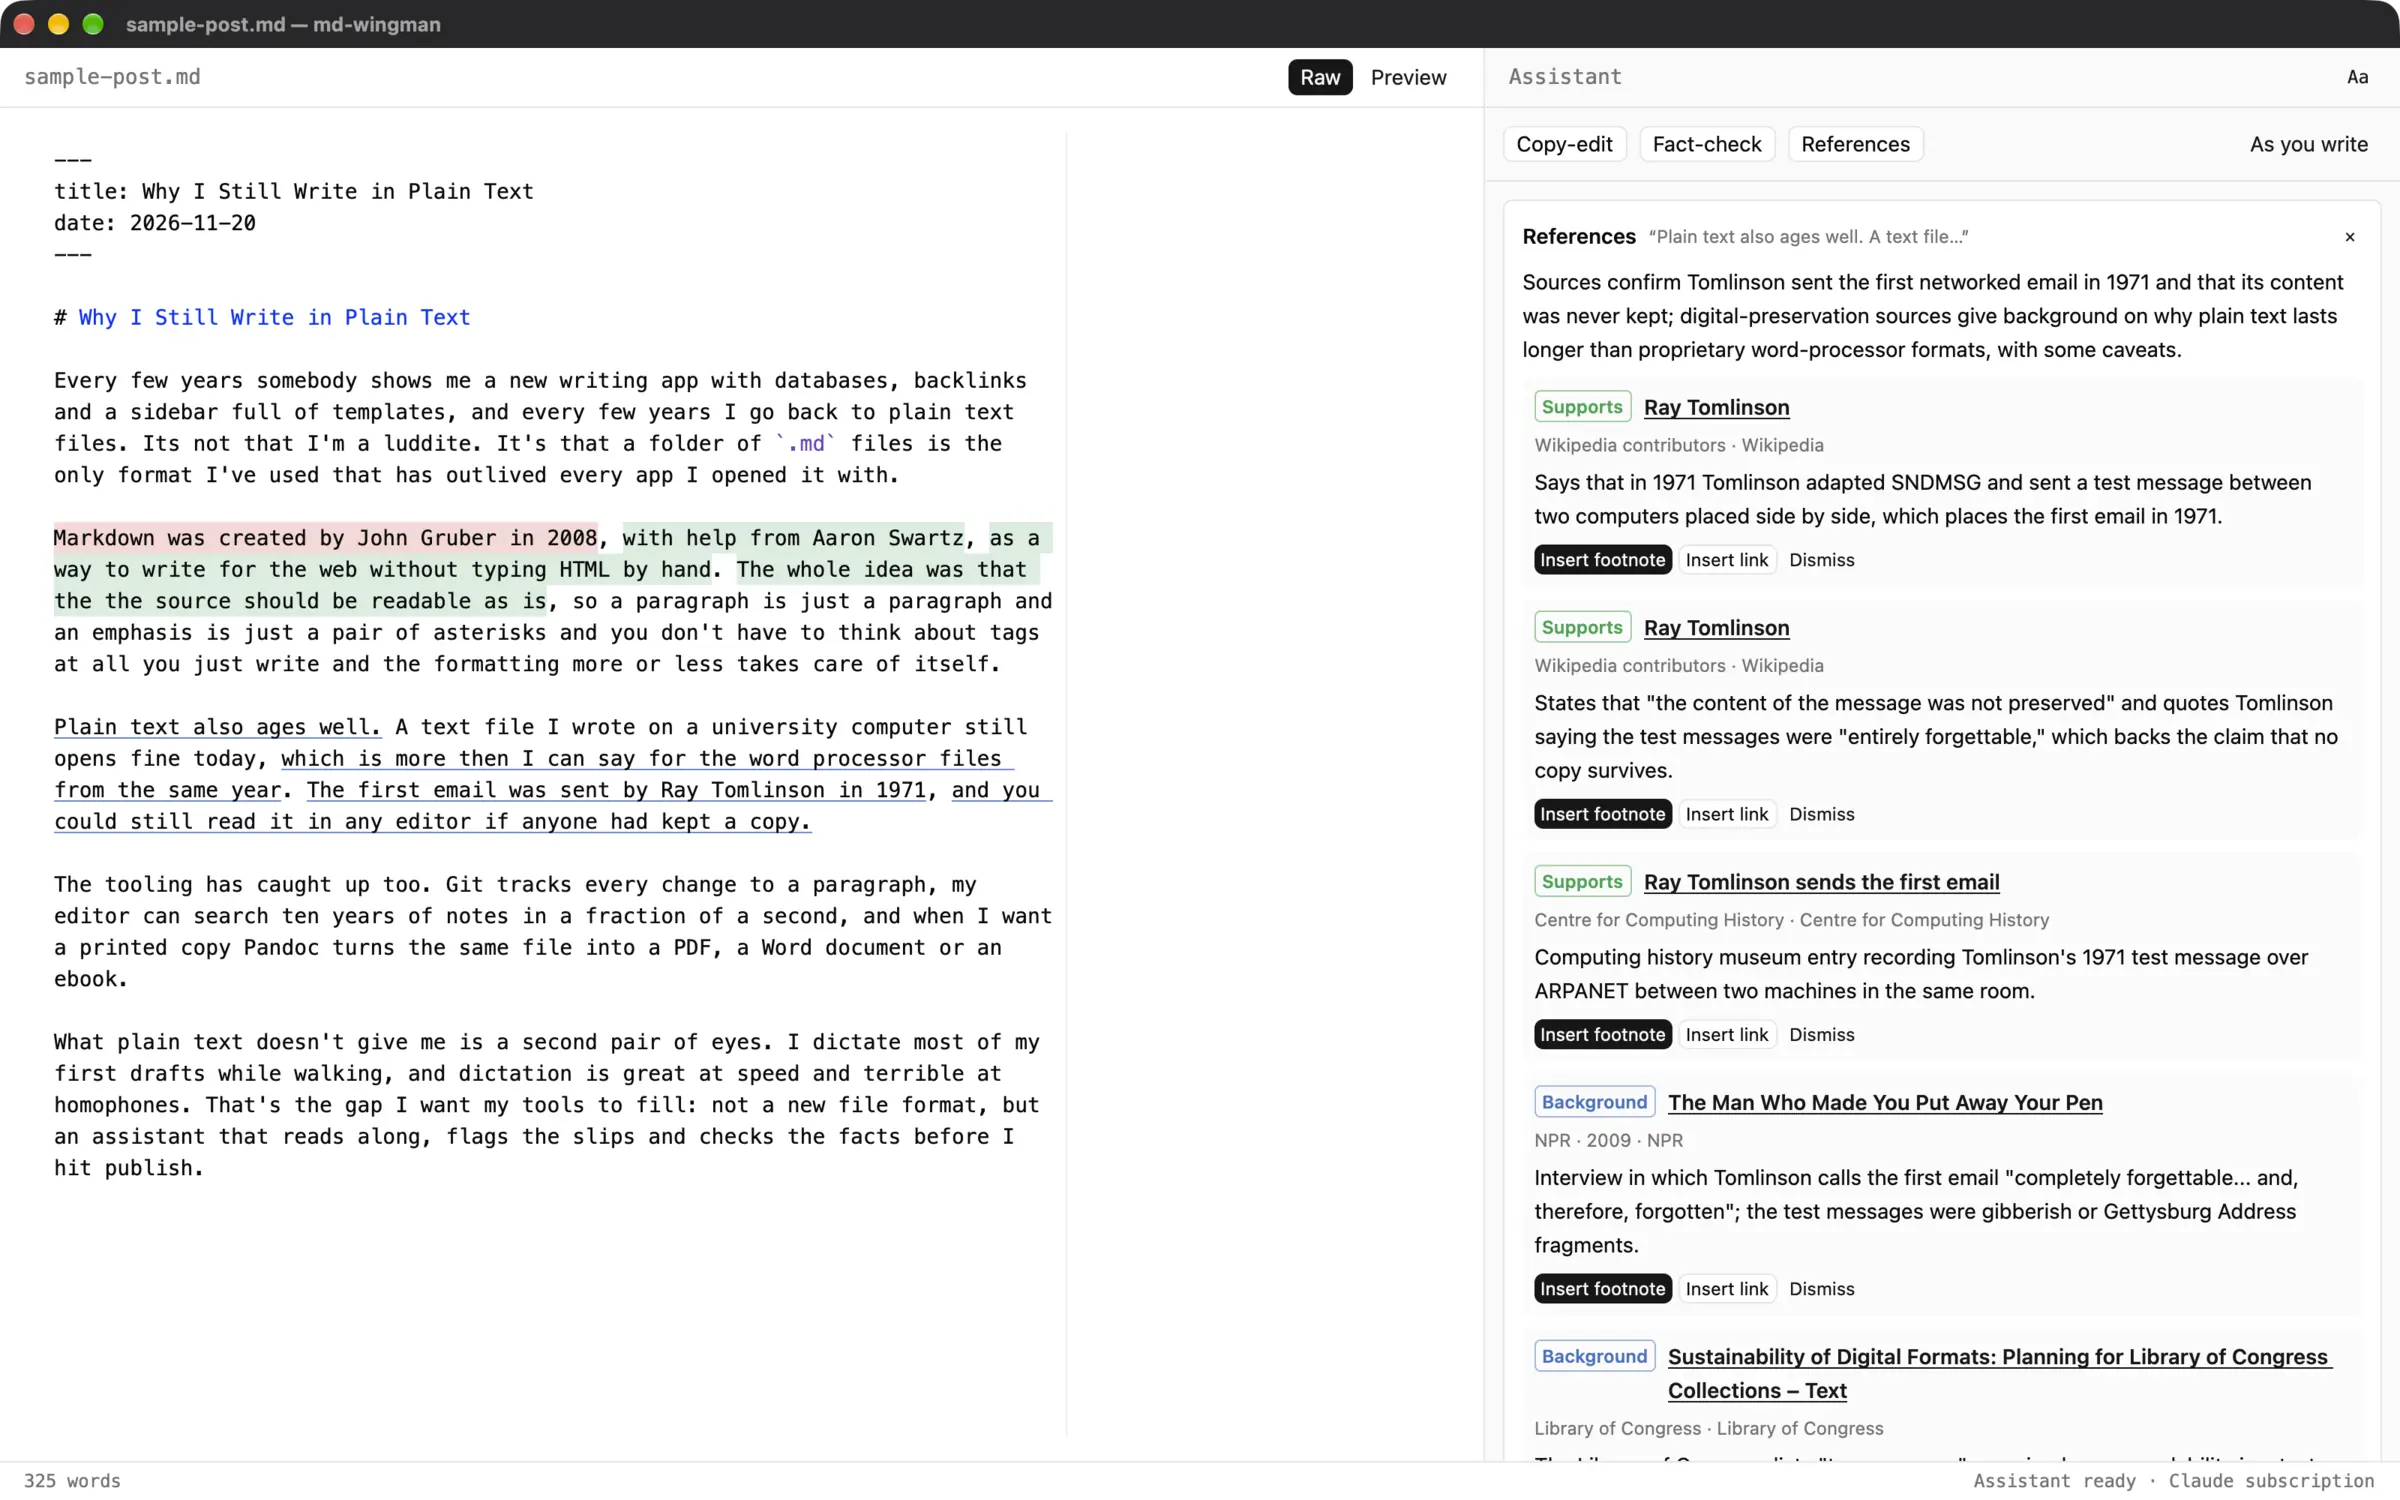 sample-post.md — md-wingman
sample-post.md
Raw
Preview
---
title: Why I Still Write in Plain Text
date: 2026-11-20
---
# Why I Still Write in Plain Text
Every few years somebody shows me a new writing app with databases, backlinks
and a sidebar full of templates, and every few years I go back to plain text
files. Its not that I'm a luddite. It's that a folder of `.md` files is the
only format I've used that has outlived every app I opened it with.
Markdown was created by John Gruber in 2008, with help from Aaron Swartz, as a
way to write for the web without typing HTML by hand. The whole idea was that
the the source should be readable as is, so a paragraph is just a paragraph and
an emphasis is just a pair of asterisks and you don't have to think about tags
at all you just write and the formatting more or less takes care of itself.
Plain text also ages well. A text file I wrote on a university computer still
opens fine today, which is more then I can say for the word processor files
from the same year. The first email was sent by Ray Tomlinson in 1971, and you
could still read it in any editor if anyone had kept a copy.
The tooling has caught up too. Git tracks every change to a paragraph, my
editor can search ten years of notes in a fraction of a second, and when I want
a printed copy Pandoc turns the same file into a PDF, a Word document or an
ebook.
What plain text doesn't give me is a second pair of eyes. I dictate most of my
first drafts while walking, and dictation is great at speed and terrible at
homophones. That's the gap I want my tools to fill: not a new file format, but
an assistant that reads along, flags the slips and checks the facts before I
hit publish.
325 words
Assistant
Aa
Copy-edit
Fact-check
References
As you write
References "Plain text also ages well. A text file…"
×
Sources confirm Tomlinson sent the first networked email in 1971 and that its content
was never kept; digital-preservation sources give background on why plain text lasts
longer than proprietary word-processor formats, with some caveats.
Supports Ray Tomlinson
Wikipedia contributors · Wikipedia
Says that in 1971 Tomlinson adapted SNDMSG and sent a test message between
two computers placed side by side, which places the first email in 1971.
Insert footnote Insert link Dismiss
Supports Ray Tomlinson
Wikipedia contributors · Wikipedia
States that "the content of the message was not preserved" and quotes Tomlinson
saying the test messages were "entirely forgettable," which backs the claim that no
copy survives.
Insert footnote Insert link Dismiss
Supports Ray Tomlinson sends the first email
Centre for Computing History · Centre for Computing History
Computing history museum entry recording Tomlinson's 1971 test message over
ARPANET between two machines in the same room.
Insert footnote Insert link Dismiss
Background The Man Who Made You Put Away Your Pen
NPR · 2009 · NPR
Interview in which Tomlinson calls the first email "completely forgettable... and,
therefore, forgotten"; the test messages were gibberish or Gettysburg Address
fragments.
Insert footnote Insert link Dismiss
Background Sustainability of Digital Formats: Planning for Library of Congress
Collections – Text
Library of Congress · Library of Congress
Assistant ready · Claude subscription